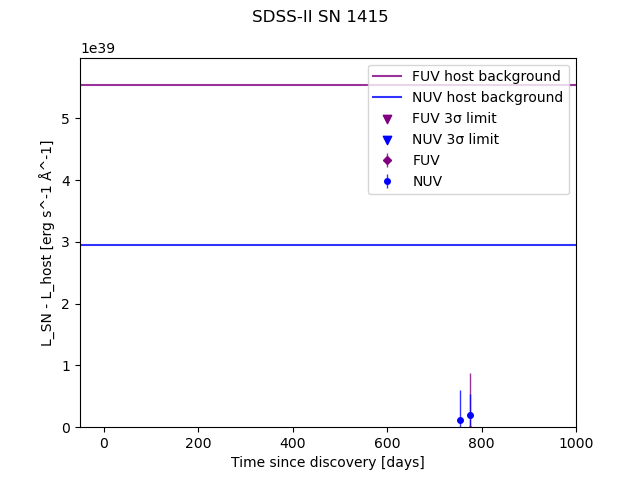 SDSS-II SN 1415
1e39
FUV host background
NUV host background
FUV 3σ limit
NUV 3σ limit
FUV
NUV
L_SN - L_host [erg s^-1 Å^-1]
5
4
3
2
1
0
0 200 400 600 800 1000
Time since discovery [days]